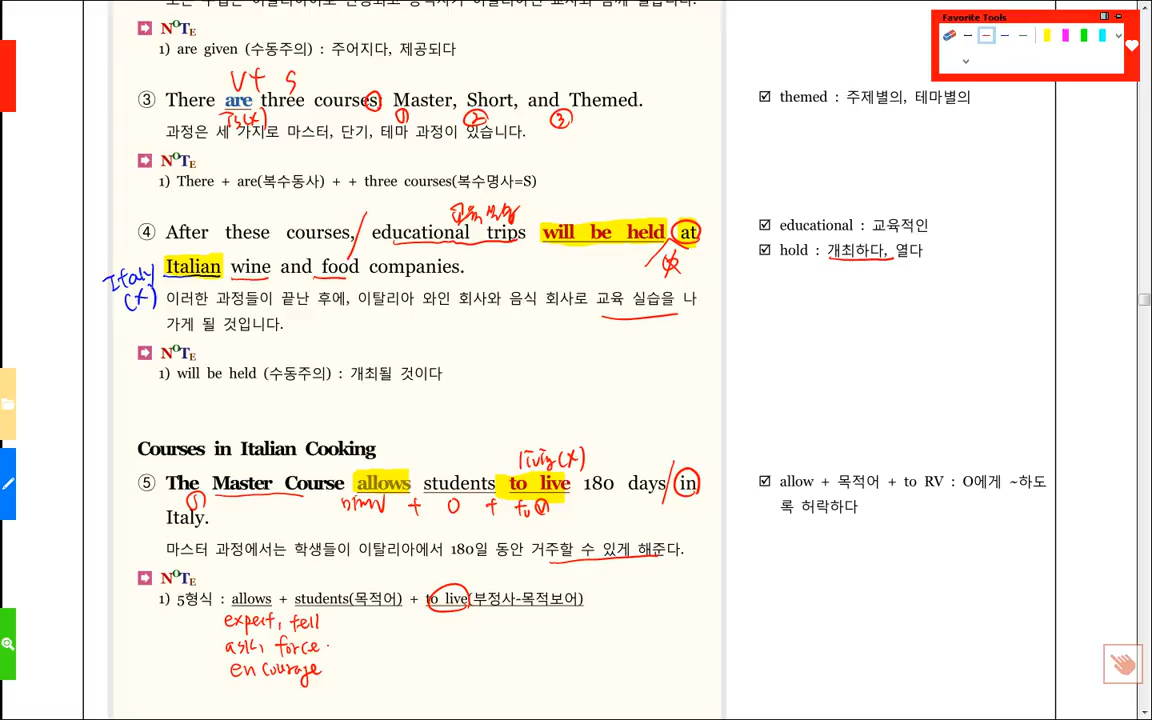 Favorite Tools
NOTE
1) are given (수동주의) : 주어지다, 제공되다
V+ S
③ There are three courses: Master, Short, and Themed.
is(X) ① ② ③
과정은 세 가지로 마스터, 단기, 테마 과정이 있습니다.
☑ themed : 주제별의, 테마별의
NOTE
1) There + are(복수동사) + + three courses(복수명사=S)
④ After these courses, educational trips will be held at
Italian wine and food companies.
Italy
(X)
이러한 과정들이 끝난 후에, 이탈리아 와인 회사와 음식 회사로 교육 실습을 나
가게 될 것입니다.
☑ educational : 교육적인
☑ hold : 개최하다, 열다
NOTE
1) will be held (수동주의) : 개최될 것이다
Courses in Italian Cooking
living(X)
⑤ The Master Course allows students to live 180 days in
S + O + to
Italy.
마스터 과정에서는 학생들이 이탈리아에서 180일 동안 거주할 수 있게 해준다.
☑ allow + 목적어 + to RV : O에게 ~하도
록 허락하다
NOTE
1) 5형식 : allows + students(목적어) + to live(부정사-목적보어)
expect, tell
ask, force
encourage